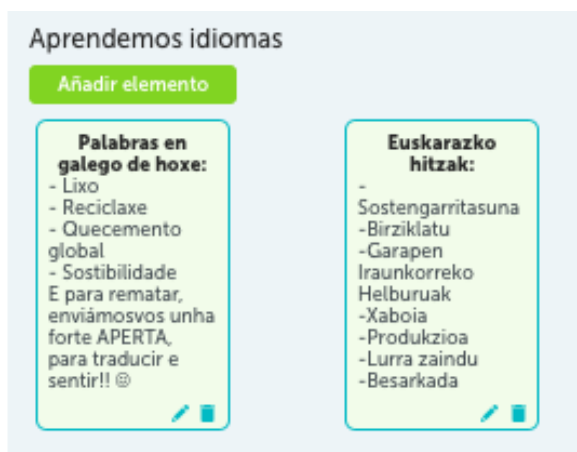 Aprendemos idiomas
Añadir elemento
Palabras en
galego de hoxe:
- Lixo
- Reciclaxe
- Quecemento
global
- Sostibilidade
E para rematar,
enviámosvos unha
forte APERTA,
para traducir e
sentir!! ☺
Euskarazko
hitzak:
-
Sostengarritasuna
-Birziklatu
-Garapen
Iraunkorreko
Helburuak
-Xaboia
-Produkzioa
-Lurra zaindu
-Besarkada